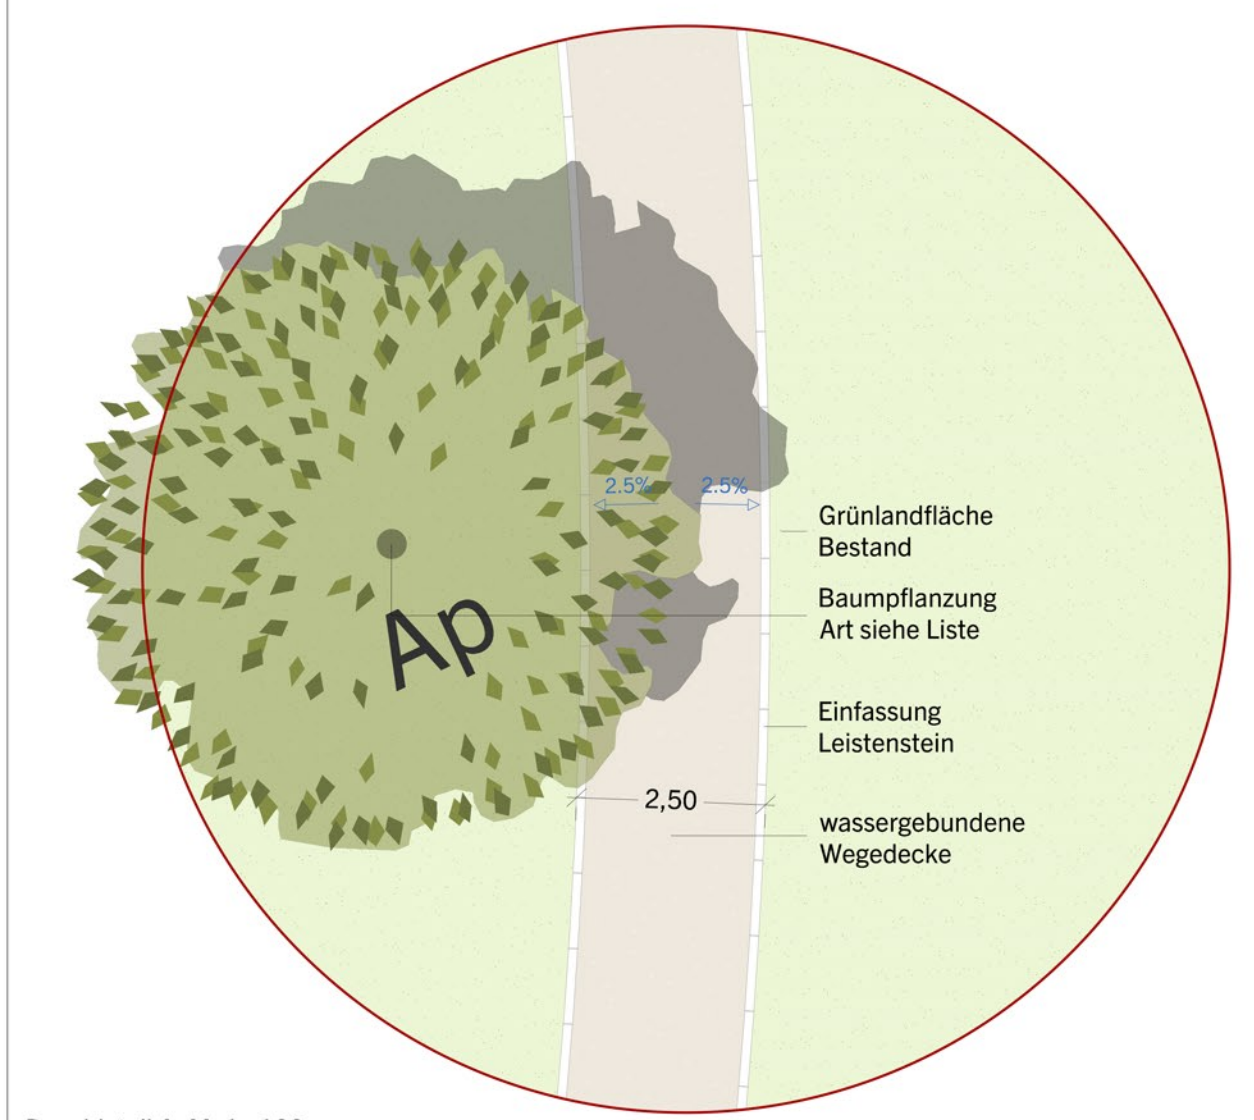 2.5% 2.5%
Grünlandfläche
Bestand
Baumpflanzung
Art siehe Liste
Ap
Einfassung
Leistenstein
2,50
wassergebundene
Wegedecke